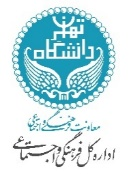 دانشگاه تهران
معاونت فرهنگی و اجتماعی
اداره کل فرهنگی و اجتماعی